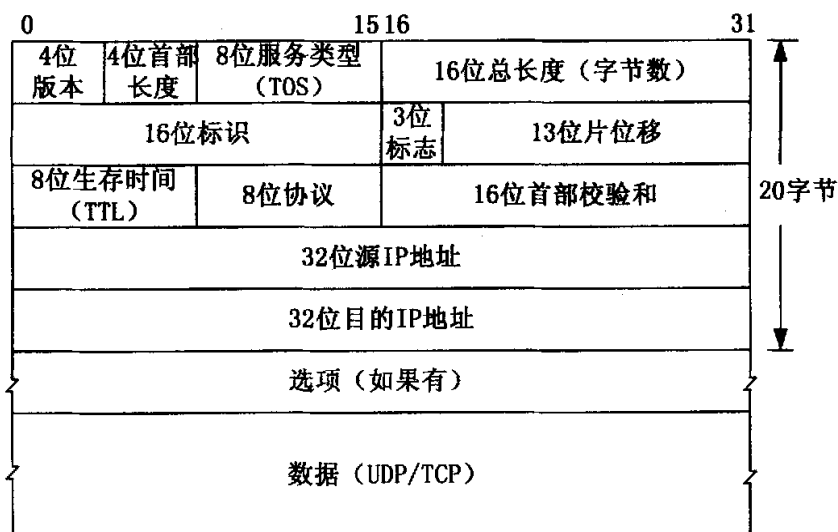 0 15 16 31
4位
版本
4位首部
长度
8位服务类型
(TOS)
16位总长度（字节数）
16位标识
3位
标志
13位片位移
8位生存时间
(TTL)
8位协议
16位首部校验和
20字节
32位源IP地址
32位目的IP地址
选项（如果有）
数据（UDP/TCP）